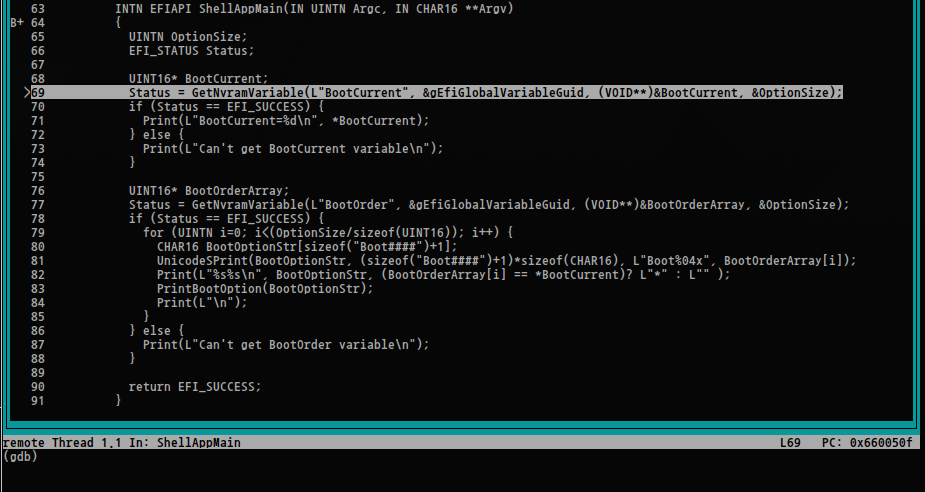 63 INTN EFIAPI ShellAppMain(IN UINTN Argc, IN CHAR16 **Argv)
B+ 64 {
65 UINTN OptionSize;
66 EFI_STATUS Status;
67
68 UINT16* BootCurrent;
>69 Status = GetNvramVariable(L"BootCurrent", &gEfiGlobalVariableGuid, (VOID**)&BootCurrent, &OptionSize);
70 if (Status == EFI_SUCCESS) {
71 Print(L"BootCurrent=%d\n", *BootCurrent);
72 } else {
73 Print(L"Can't get BootCurrent variable\n");
74 }
75
76 UINT16* BootOrderArray;
77 Status = GetNvramVariable(L"BootOrder", &gEfiGlobalVariableGuid, (VOID**)&BootOrderArray, &OptionSize);
78 if (Status == EFI_SUCCESS) {
79 for (UINTN i=0; i<(OptionSize/sizeof(UINT16)); i++) {
80 CHAR16 BootOptionStr[sizeof("Boot####")+1];
81 UnicodeSPrint(BootOptionStr, (sizeof("Boot####")+1)*sizeof(CHAR16), L"Boot%04x", BootOrderArray[i]);
82 Print(L"%s%s\n", BootOptionStr, (BootOrderArray[i] == *BootCurrent)? L"*" : L"" );
83 PrintBootOption(BootOptionStr);
84 Print(L"\n");
85 }
86 } else {
87 Print(L"Can't get BootOrder variable\n");
88 }
89
90 return EFI_SUCCESS;
91 }
remote Thread 1.1 In: ShellAppMain L69 PC: 0x660050f
(gdb)